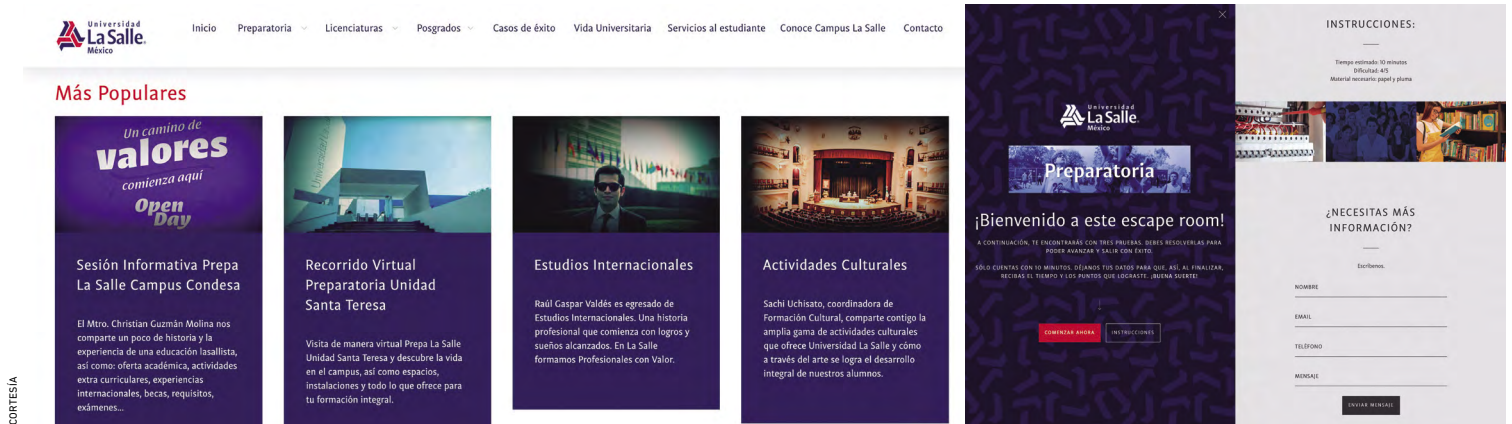 Universidad
La Salle
México
Inicio
Preparatoria
Licenciaturas
Posgrados
Casos de éxito
Vida Universitaria
Servicios al estudiante
Conoce Campus La Salle
Contacto
Más Populares
Un camino de
valores
comienza aquí
Open
Day
Sesión Informativa Prepa
La Salle Campus Condesa
El Mtro. Christian Guzmán Molina nos
comparte un poco de historia y la
experiencia de una educación lasallista,
así como: oferta académica, actividades
extra curriculares, experiencias
internacionales, becas, requisitos,
exámenes...
Recorrido Virtual
Preparatoria Unidad
Santa Teresa
Visita de manera virtual Prepa La Salle
Unidad Santa Teresa y descubre la vida
en el campus, así como espacios,
instalaciones y todo lo que ofrece para
tu formación integral.
Estudios Internacionales
Raúl Gaspar Valdés es egresado de
Estudios Internacionales. Una historia
profesional que comienza con logros y
sueños alcanzados. En La Salle
formamos Profesionales con Valor.
Actividades Culturales
Sachi Uchisato, coordinadora de
Formación Cultural, comparte contigo la
amplia gama de actividades culturales
que ofrece Universidad La Salle y cómo
a través del arte se logra el desarrollo
integral de nuestros alumnos.
CORTESÍA
Universidad
La Salle
México
Preparatoria
¡Bienvenido a este escape room!
A CONTINUACIÓN, TE ENCONTRARÁS CON TRES PRUEBAS. DEBES RESOLVERLAS PARA
PODER AVANZAR Y SALIR CON ÉXITO.
SÓLO CUENTAS CON 10 MINUTOS. DÉJANOS TUS DATOS PARA QUE, ASÍ, AL FINALIZAR,
RECIBAS EL TIEMPO Y LOS PUNTOS QUE LOGRASTE. ¡BUENA SUERTE!
COMENZAR AHORA
INSTRUCCIONES
INSTRUCCIONES:
Tiempo estimado: 10 minutos
Dificultad: 4/5
Material necesario: papel y pluma
¿NECESITAS MÁS
INFORMACIÓN?
Escríbenos.
NOMBRE
EMAIL
TELÉFONO
MENSAJE
ENVIAR MENSAJE